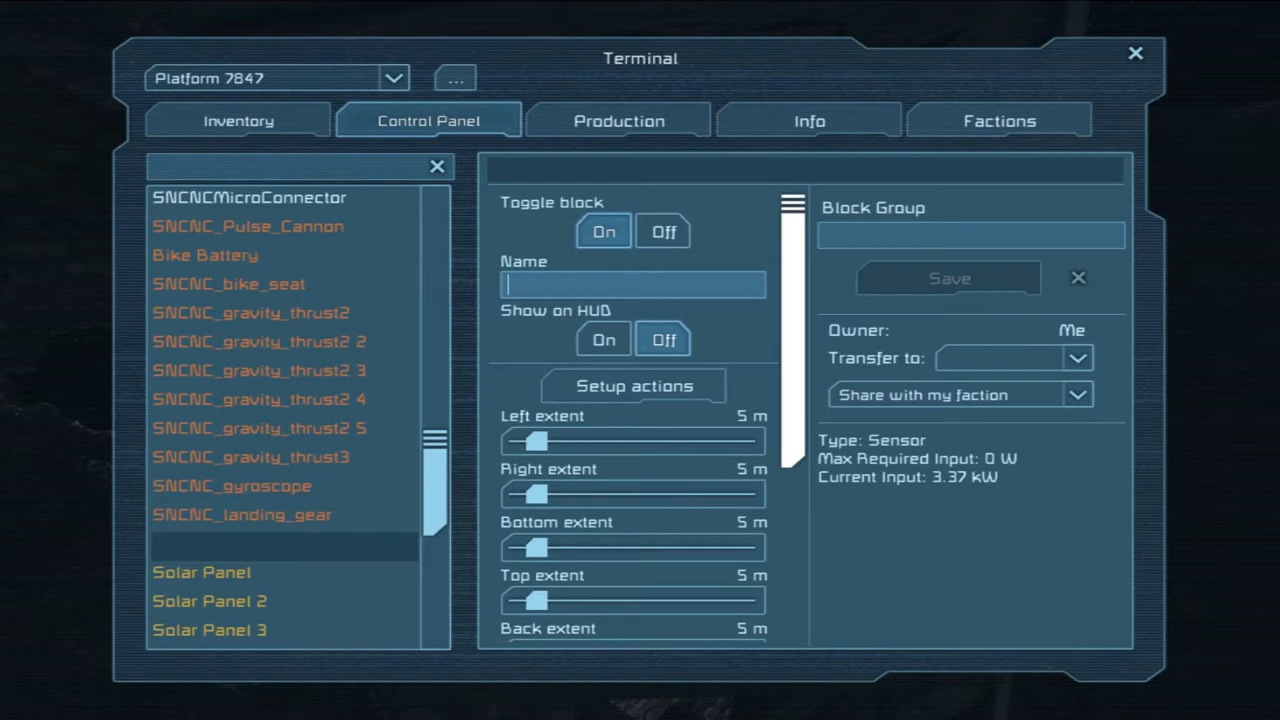 Terminal
Platform 7847
...
Inventory
Control Panel
Production
Info
Factions
SNCNCMicroConnector
SNCNC_Pulse_Cannon
Bike Battery
SNCNC_bike_seat
SNCNC_gravity_thrust2
SNCNC_gravity_thrust2 2
SNCNC_gravity_thrust2 3
SNCNC_gravity_thrust2 4
SNCNC_gravity_thrust2 5
SNCNC_gravity_thrust3
SNCNC_gyroscope
SNCNC_landing_gear
Solar Panel
Solar Panel 2
Solar Panel 3
Toggle block
On Off
Name
Show on HUD
On Off
Setup actions
Left extent 5 m
Right extent 5 m
Bottom extent 5 m
Top extent 5 m
Back extent 5 m
Block Group
Save
Owner: Me
Transfer to:
Share with my faction
Type: Sensor
Max Required Input: 0 W
Current Input: 3.37 kW